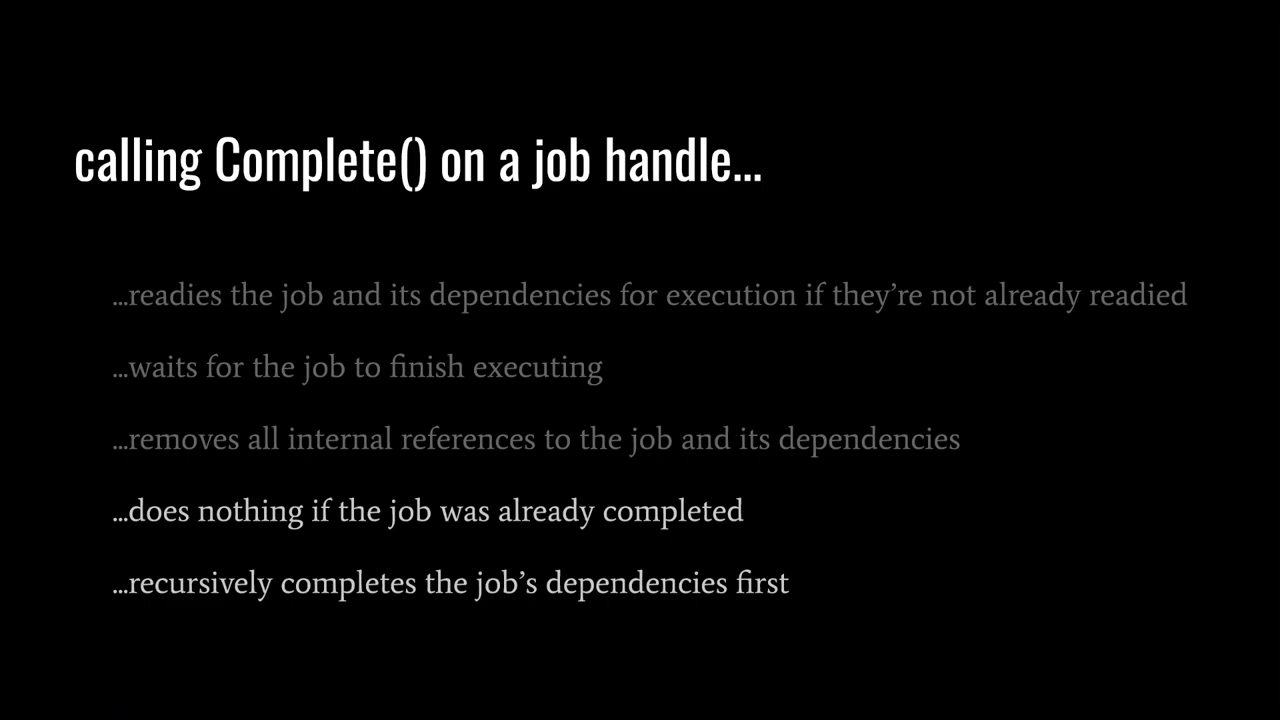 calling Complete() on a job handle...
...readies the job and its dependencies for execution if they’re not already readied
...waits for the job to finish executing
...removes all internal references to the job and its dependencies
...does nothing if the job was already completed
...recursively completes the job’s dependencies first